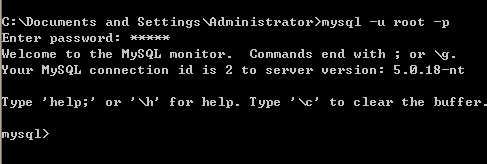 C:\Documents and Settings\Administrator>mysql -u root -p
Enter password: *****
Welcome to the MySQL monitor.  Commands end with ; or \g.
Your MySQL connection id is 2 to server version: 5.0.18-nt
Type 'help;' or '\h' for help. Type '\c' to clear the buffer.
mysql>